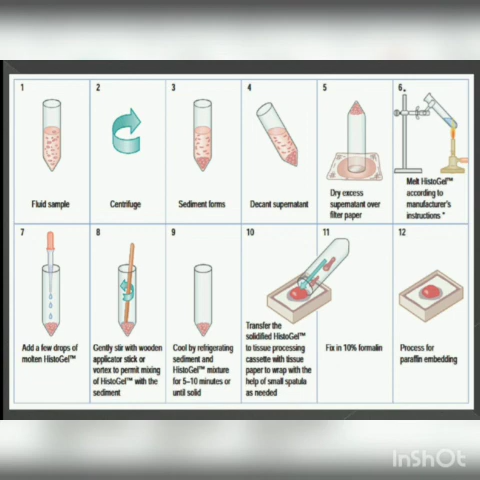 1
2
3
4
5
6.
Fluid sample
Centrifuge
Sediment forms
Decant supernatant
Dry excess
supernatant over
filter paper
Melt HistoGel™
according to
manufacturer's
instructions *
7
8
9
10
11
12
Add a few drops of
molten HistoGel™
Gently stir with wooden
applicator stick or
vortex to permit mixing
of HistoGel™ with the
sediment
Cool by refrigerating
sediment and
HistoGel™ mixture
for 5–10 minutes or
until solid
Transfer the
solidified HistoGel™
to tissue processing
cassette with tissue
paper to wrap with the
help of small spatula
as needed
Fix in 10% formalin
Process for
paraffin embedding
InShOt